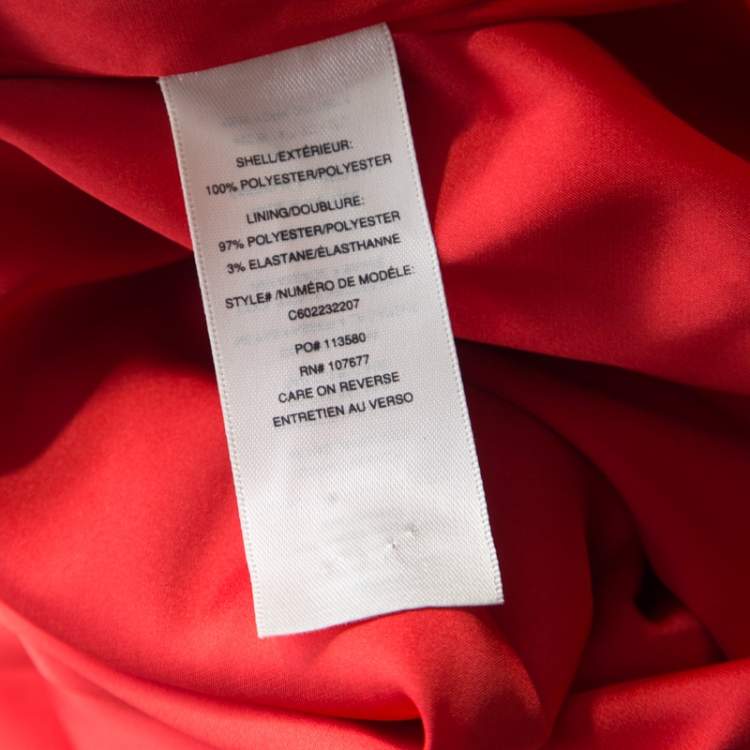 SHELL/EXTÉRIEUR:
100% POLYESTER/POLYESTER
LINING/DOUBLURE:
97% POLYESTER/POLYESTER
3% ELASTANE/ÉLASTHANNE
STYLE# /NUMÉRO DE MODÈLE:
C602232207
PO# 113580
RN# 107677
CARE ON REVERSE
ENTRETIEN AU VERSO